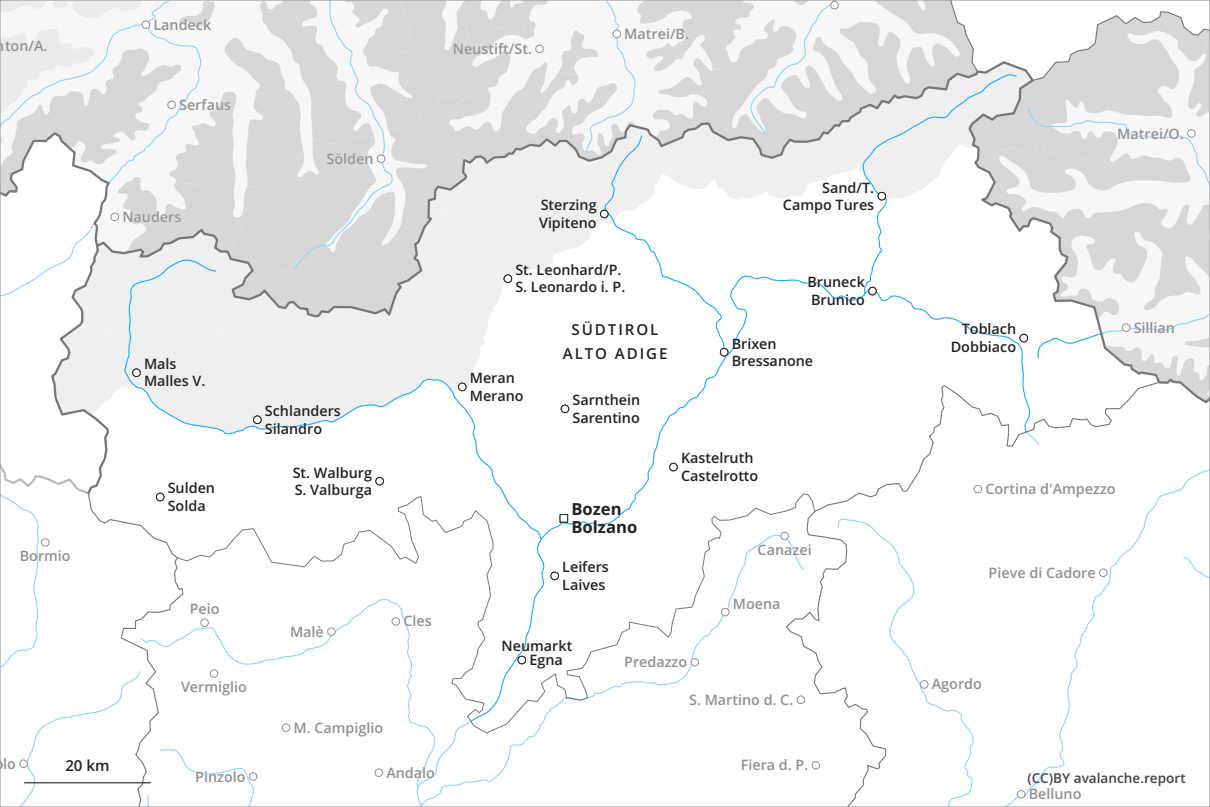 Landeck
nton/A.
Neustift/St.
Matrei/B.
Serfaus
Matrei/O.
Sölden
Sand/T.
Campo Tures
Sterzing
Vipiteno
Nauders
St. Leonhard/P.
S. Leonardo i. P.
Bruneck
Brunico
SÜDTIROL
ALTO ADIGE
Toblach
Dobbiaco
Sillian
Brixen
Bressanone
Mals
Malles V.
Meran
Merano
Sarnthein
Sarentino
Schlanders
Silandro
Kastelruth
Castelrotto
St. Walburg
S. Valburga
Sulden
Solda
Cortina d'Ampezzo
Bozen
Bolzano
Bormio
Canazei
Leifers
Laives
Pieve di Cadore
Peio
Moena
Malè
Cles
Neumarkt
Egna
Predazzo
Vermiglio
Agordo
S. Martino d. C.
M. Campiglio
olo
20 km
Pinzolo
Andalo
Fiera d. P.
(CC)BY avalanche.report
Belluno